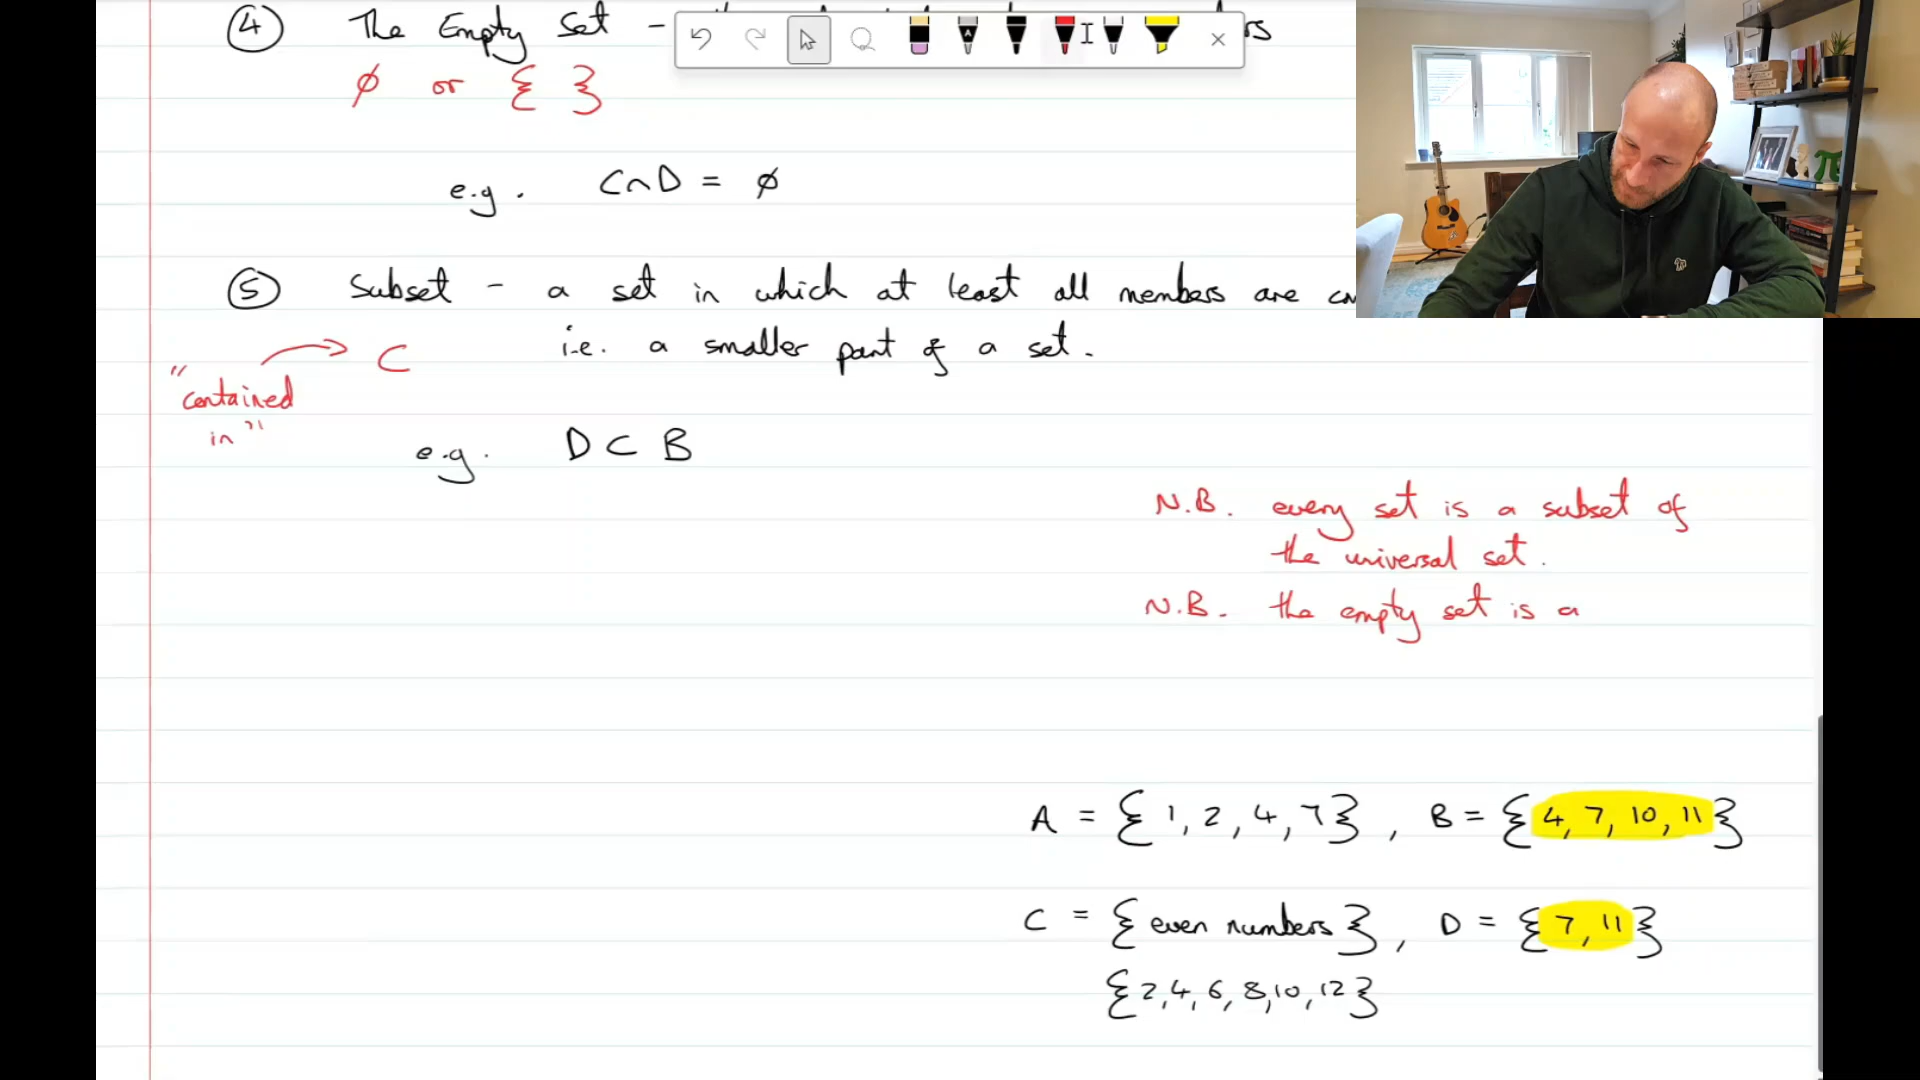 ④ The Empty Set -
∅ or { }
e.g. C∩D = ∅
⑤ Subset - a set in which at least all members are
i.e. a smaller part of a set.
"contained in" → ⊂
e.g. D ⊂ B
N.B. every set is a subset of
the universal set.
N.B. the empty set is a
A = {1, 2, 4, 7} , B = {4, 7, 10, 11}
C = {even numbers} , D = {7, 11}
{2,4, 6, 8,10, 12}